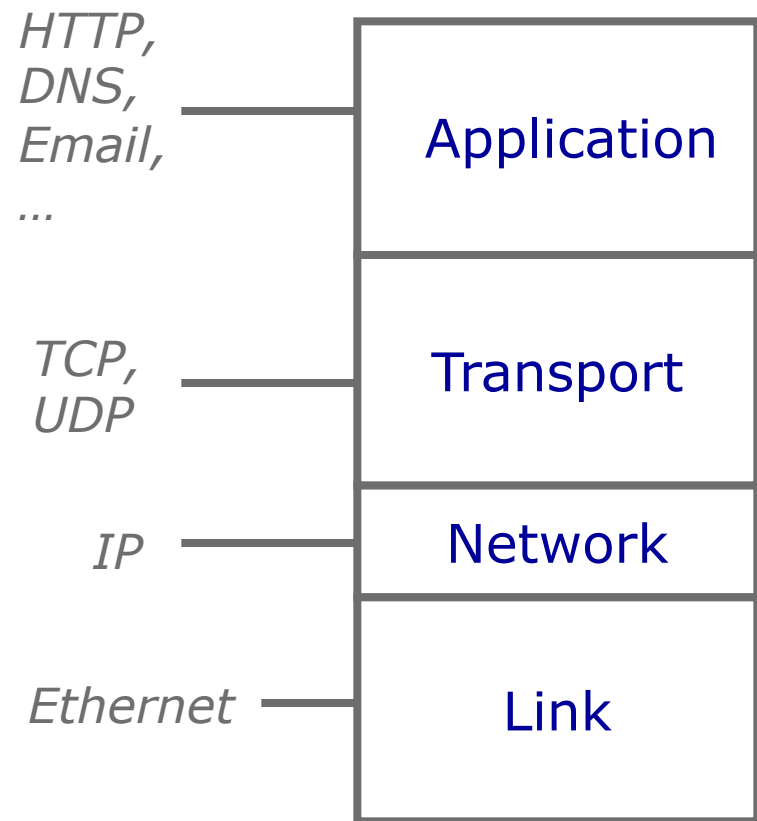 HTTP,
DNS,
Email,
…
Application
TCP,
UDP
Transport
IP
Network
Ethernet
Link